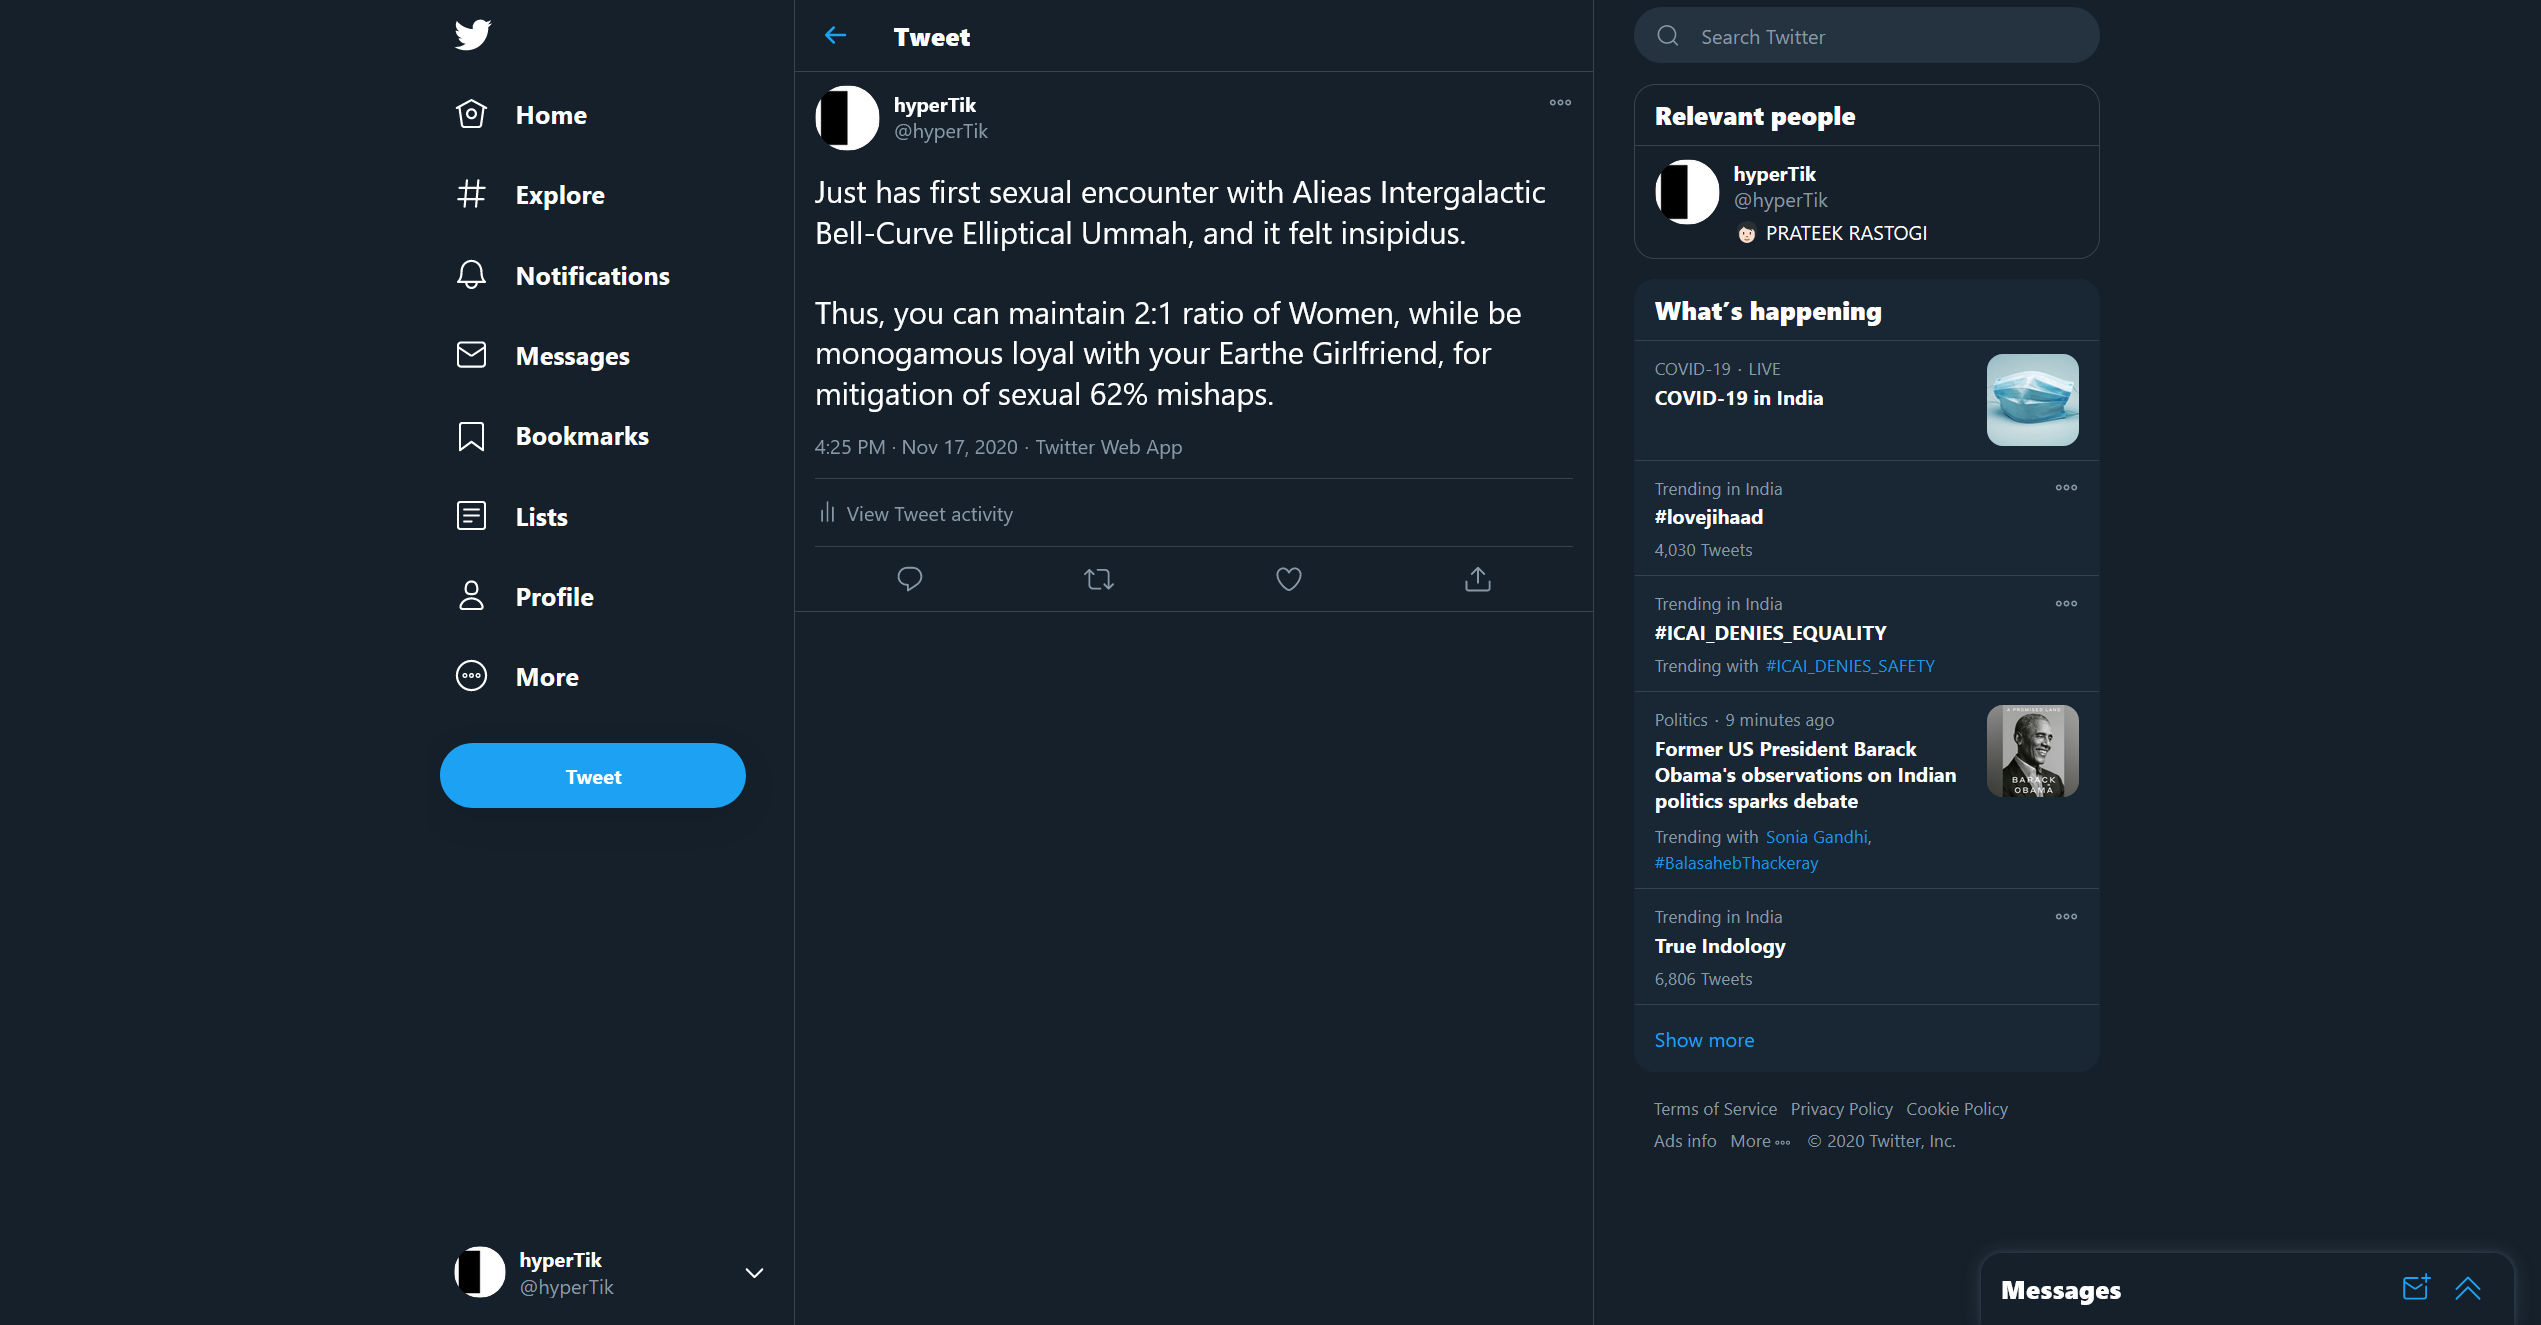 Home
Explore
Notifications
Messages
Bookmarks
Lists
Profile
More
Tweet
hyperTik
@hyperTik
Tweet
hyperTik
@hyperTik
Just has first sexual encounter with Alieas Intergalactic
Bell-Curve Elliptical Ummah, and it felt insipidus.
Thus, you can maintain 2:1 ratio of Women, while be
monogamous loyal with your Earthe Girlfriend, for
mitigation of sexual 62% mishaps.
4:25 PM · Nov 17, 2020 · Twitter Web App
View Tweet activity
Search Twitter
Relevant people
hyperTik
@hyperTik
PRATEEK RASTOGI
What's happening
COVID-19 · LIVE
COVID-19 in India
Trending in India
#lovejihaad
4,030 Tweets
Trending in India
#ICAI_DENIES_EQUALITY
Trending with #ICAI_DENIES_SAFETY
Politics · 9 minutes ago
Former US President Barack
Obama's observations on Indian
politics sparks debate
Trending with Sonia Gandhi,
#BalasahebThackeray
A PROMISED LAND
BARACK
OBAMA
Trending in India
True Indology
6,806 Tweets
Show more
Terms of Service Privacy Policy Cookie Policy
Ads info More © 2020 Twitter, Inc.
Messages